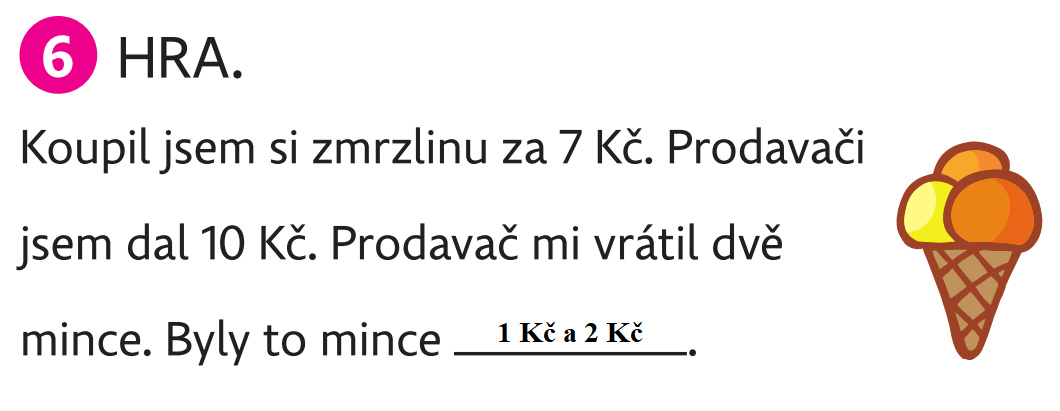 6 HRA.
Koupil jsem si zmrzlinu za 7 Kč. Prodavači
jsem dal 10 Kč. Prodavač mi vrátil dvě
mince. Byly to mince 1 Kč a 2 Kč.